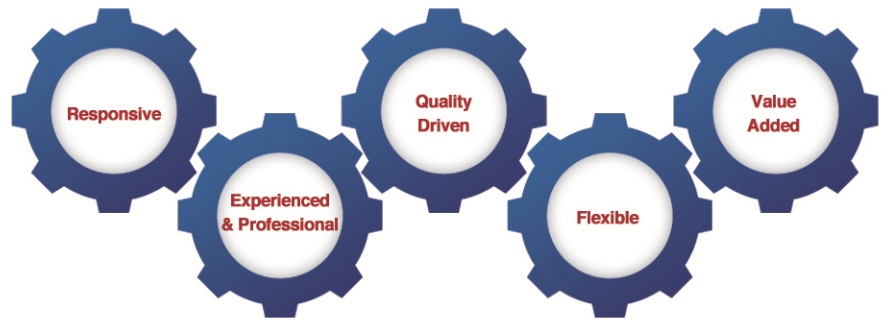 Responsive
Experienced
& Professional
Quality
Driven
Flexible
Value
Added